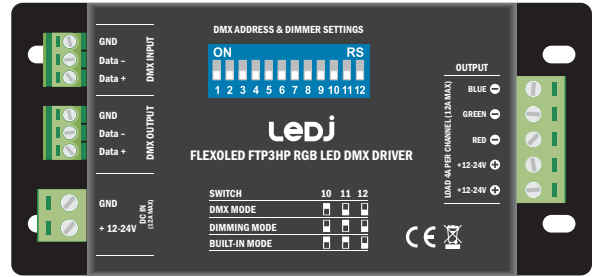 DMX ADDRESS & DIMMER SETTINGS
ON RS
1 2 3 4 5 6 7 8 9 10 11 12
GND
Data –
Data +
DMX INPUT
GND
Data –
Data +
DMX OUTPUT
GND
+ 12-24V
DC IN
(12A MAX)
LEDJ
FLEXOLED FTP3HP RGB LED DMX DRIVER
SWITCH 10 11 12
DMX MODE
DIMMING MODE
BUILT-IN MODE
OUTPUT
LOAD 4A PER CHANNEL (12A MAX)
BLUE
GREEN
RED
+12-24V
+12-24V
CE